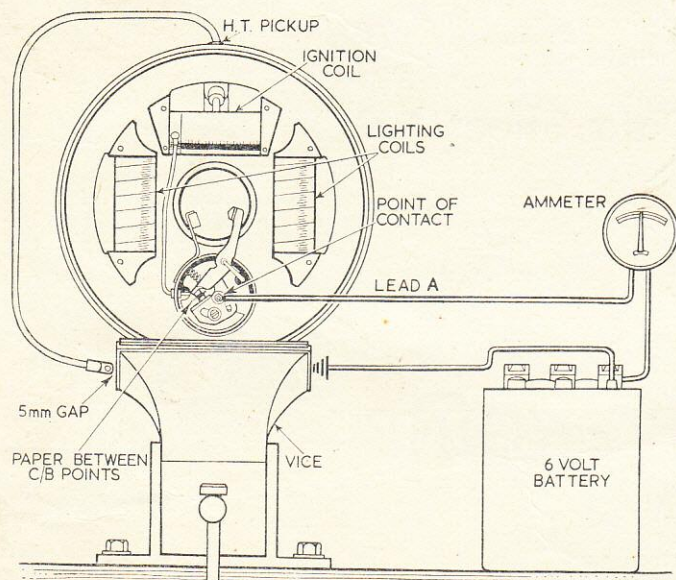 H.T. PICKUP
IGNITION
COIL
LIGHTING
COILS
POINT OF
CONTACT
AMMETER
LEAD A
5mm GAP
PAPER BETWEEN
C/B POINTS
VICE
6 VOLT
BATTERY